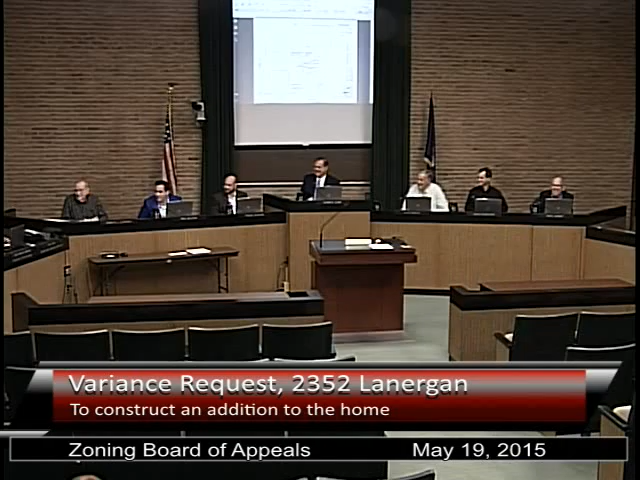 Variance Request, 2352 Lanergan
To construct an addition to the home
Zoning Board of Appeals May 19, 2015